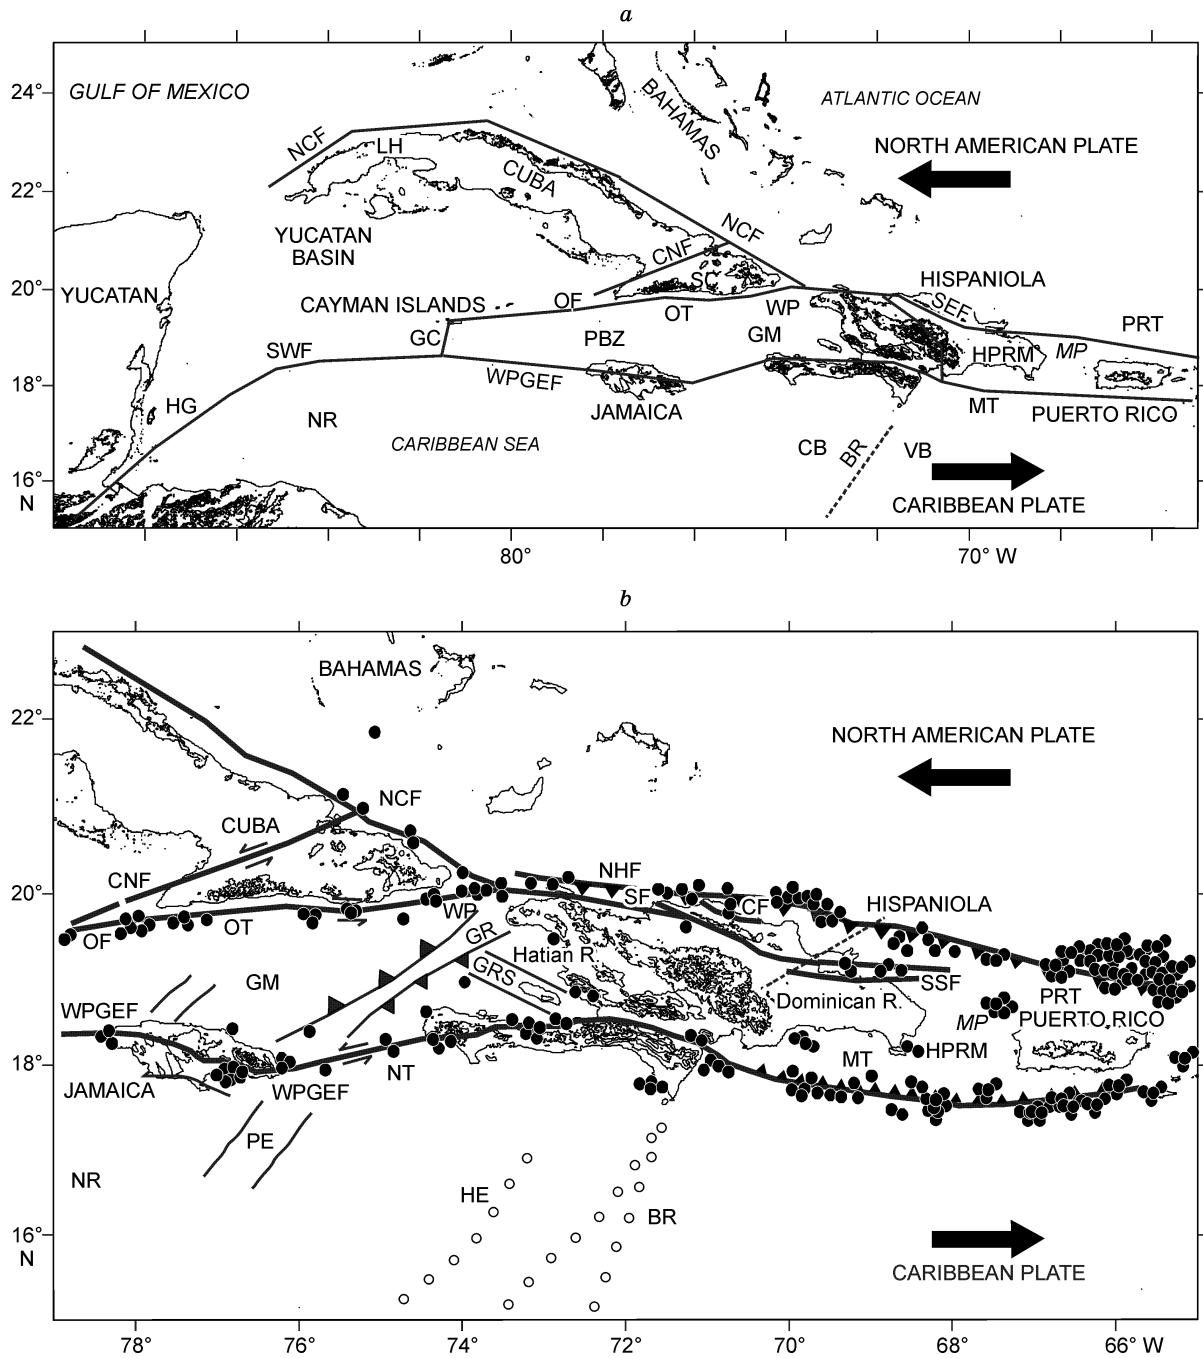 a
24°
GULF OF MEXICO
BAHAMAS
ATLANTIC OCEAN
NCF
LH
NORTH AMERICAN PLATE
22°
CUBA
YUCATAN
BASIN
NCF
CNF
SC
HISPANIOLA
20°
YUCATAN
CAYMAN ISLANDS
OF
OT
WP
SEF
PRT
GC
PBZ
GM
HPRM
MP
SWF
18°
WPGEF
HG
JAMAICA
MT
PUERTO RICO
NR
CARIBBEAN SEA
CB
BR
VB
16°
N
CARIBBEAN PLATE
80°
70° W
b
BAHAMAS
22°
NORTH AMERICAN PLATE
NCF
CUBA
CNF
NHF
20°
SF
CF
HISPANIOLA
OF
OT
WP
GR
Hatian R.
GRS
SSF
GM
Dominican R.
PRT
WPGEF
MP
PUERTO RICO
18°
HPRM
MT
JAMAICA
WPGEF
NT
PE
NR
HE
BR
16°
N
CARIBBEAN PLATE
78°
76°
74°
72°
70°
68°
66° W